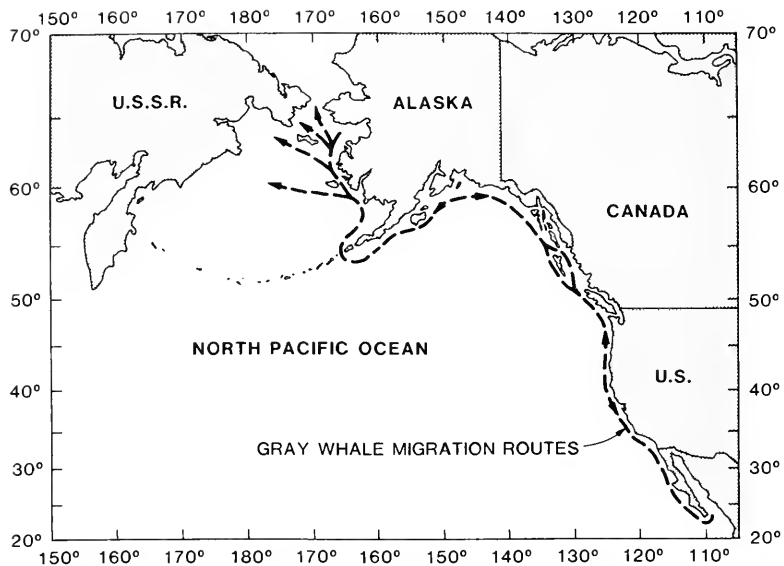 150° 160° 170° 180° 170° 160° 150° 140° 130° 120° 110°
70° 70°
U.S.S.R. ALASKA
60° 60°
CANADA
50° 50°
NORTH PACIFIC OCEAN
U.S.
40° 40°
GRAY WHALE MIGRATION ROUTES
30° 30°
20° 20°
150° 160° 170° 180° 170° 160° 150° 140° 130° 120° 110°